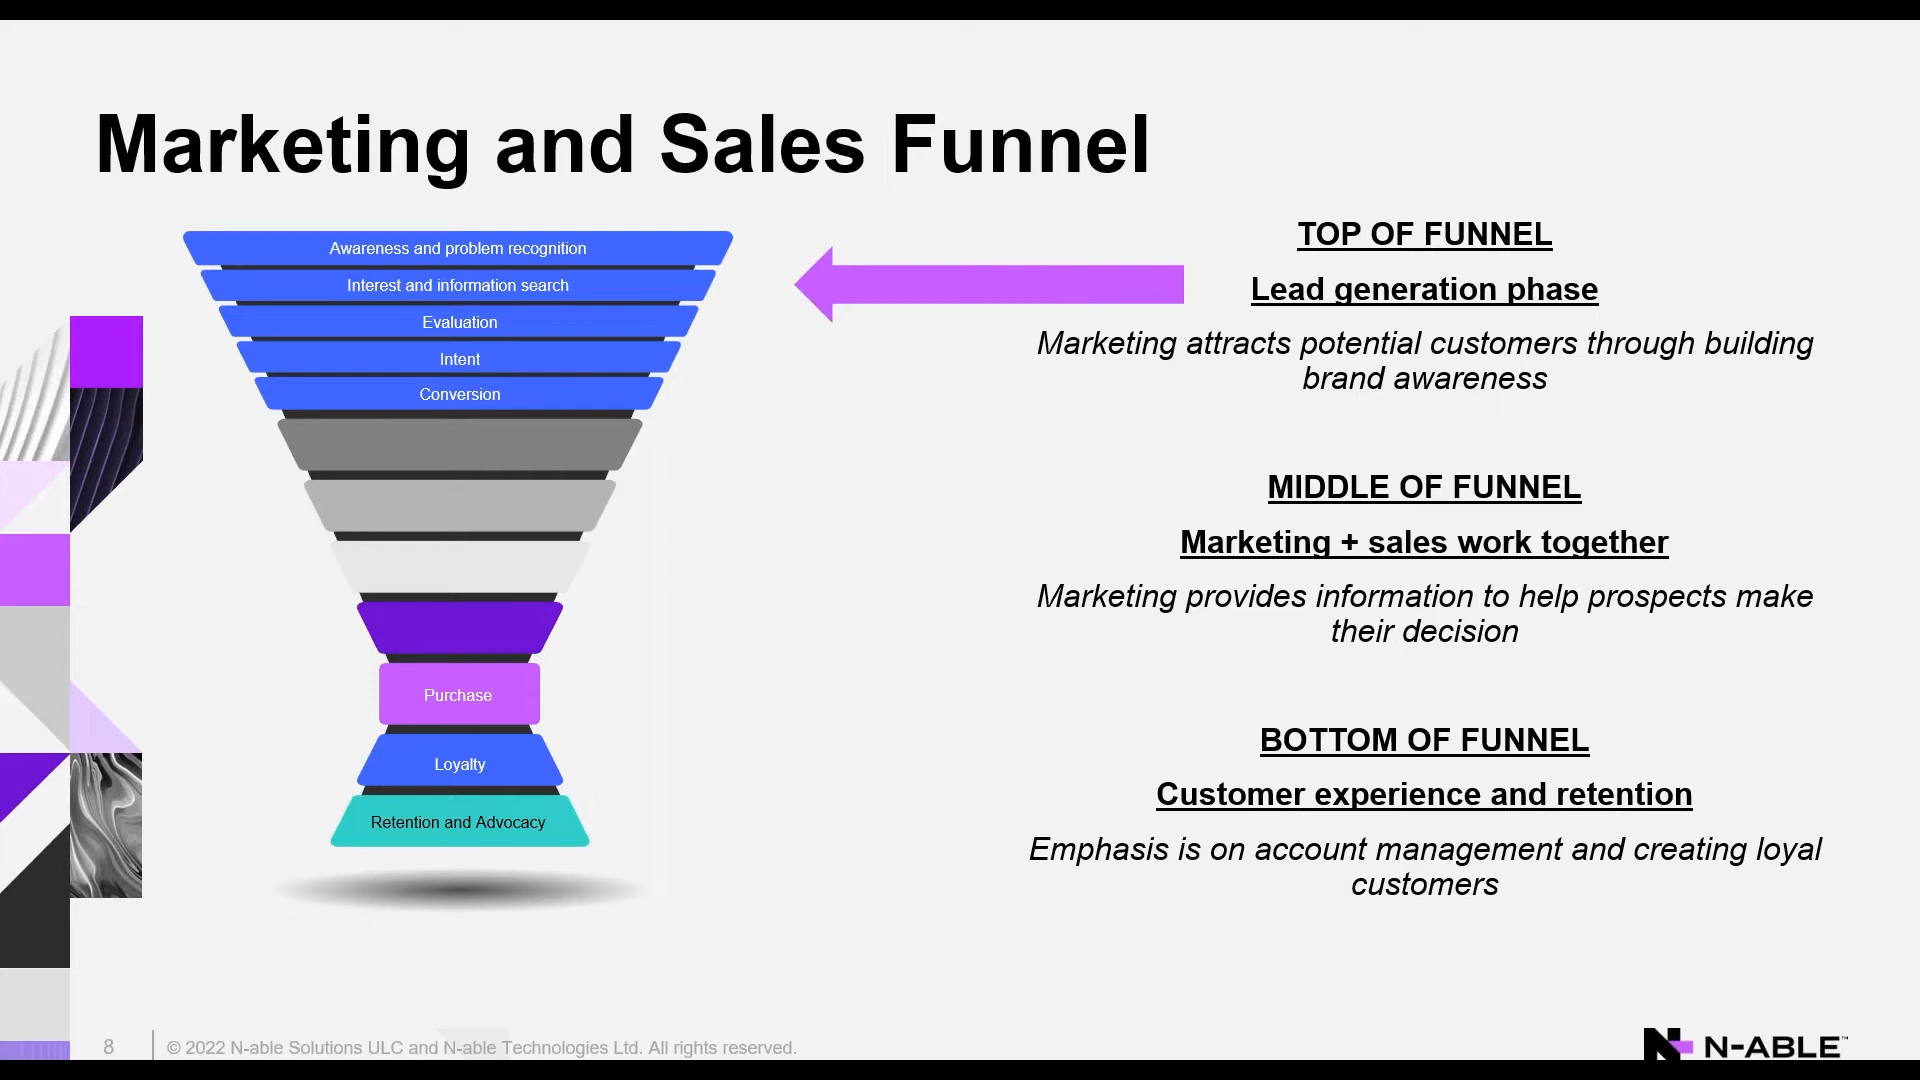 Marketing and Sales Funnel
Awareness and problem recognition
Interest and information search
Evaluation
Intent
Conversion
Purchase
Loyalty
Retention and Advocacy
TOP OF FUNNEL
Lead generation phase
Marketing attracts potential customers through building
brand awareness
MIDDLE OF FUNNEL
Marketing + sales work together
Marketing provides information to help prospects make
their decision
BOTTOM OF FUNNEL
Customer experience and retention
Emphasis is on account management and creating loyal
customers
8
© 2022 N-able Solutions ULC and N-able Technologies Ltd. All rights reserved.
N-ABLE™